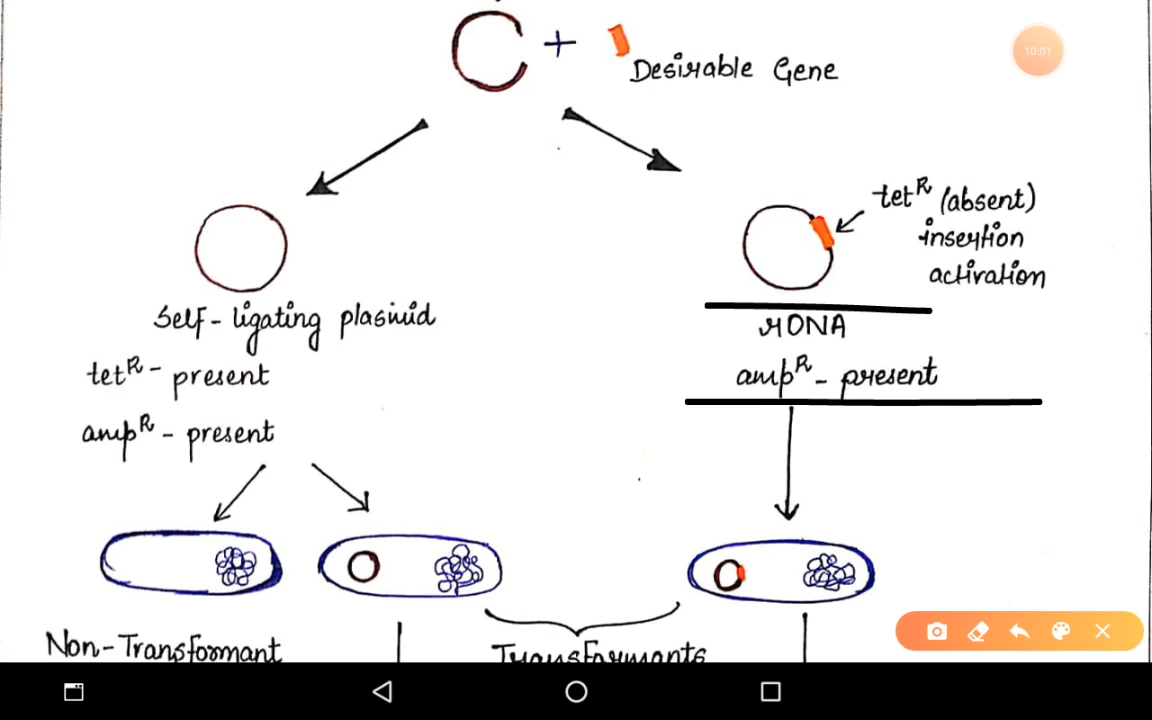 +
Desirable Gene
10:01
tetᴿ (absent)
insertion
activation
Self-ligating plasmid
tetᴿ - present
ampᴿ - present
rDNA
ampᴿ - present
Non-Transformant
Transformants